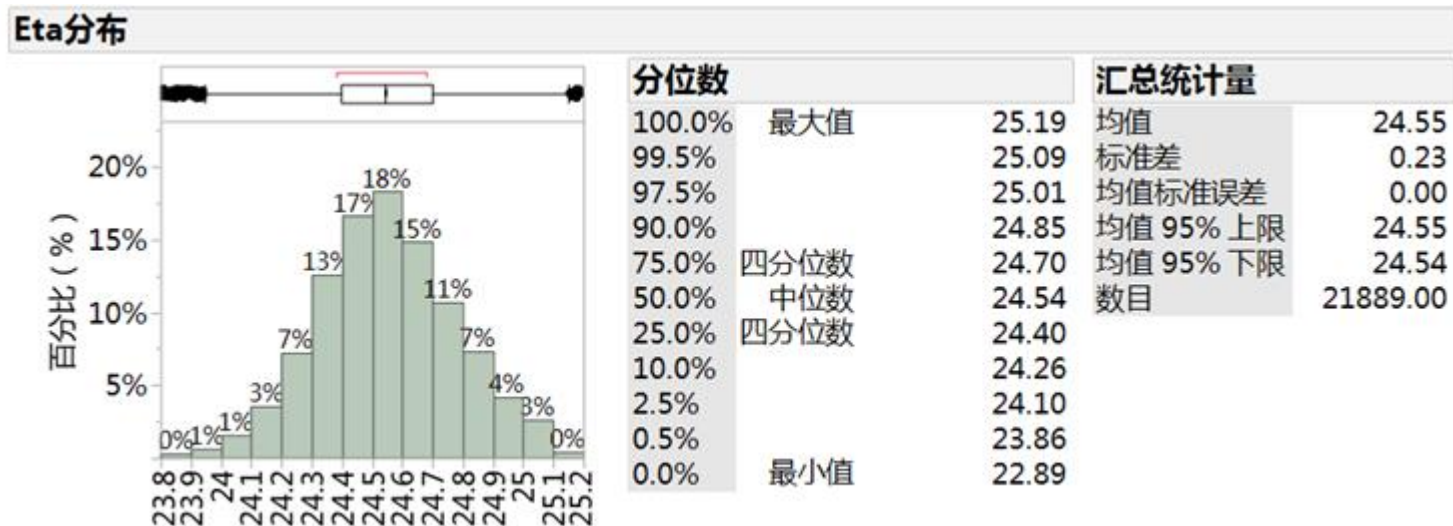 Eta分布
20%
15%
10%
5%
百分比（%）
0%
1%
1%
3%
7%
13%
17%
18%
15%
11%
7%
4%
3%
0%
23.8
23.9
24
24.1
24.2
24.3
24.4
24.5
24.6
24.7
24.8
24.9
25
25.1
25.2
分位数
100.0% 最大值 25.19
99.5% 25.09
97.5% 25.01
90.0% 24.85
75.0% 四分位数 24.70
50.0% 中位数 24.54
25.0% 四分位数 24.40
10.0% 24.26
2.5% 24.10
0.5% 23.86
0.0% 最小值 22.89
汇总统计量
均值 24.55
标准差 0.23
均值标准误差 0.00
均值 95% 上限 24.55
均值 95% 下限 24.54
数目 21889.00